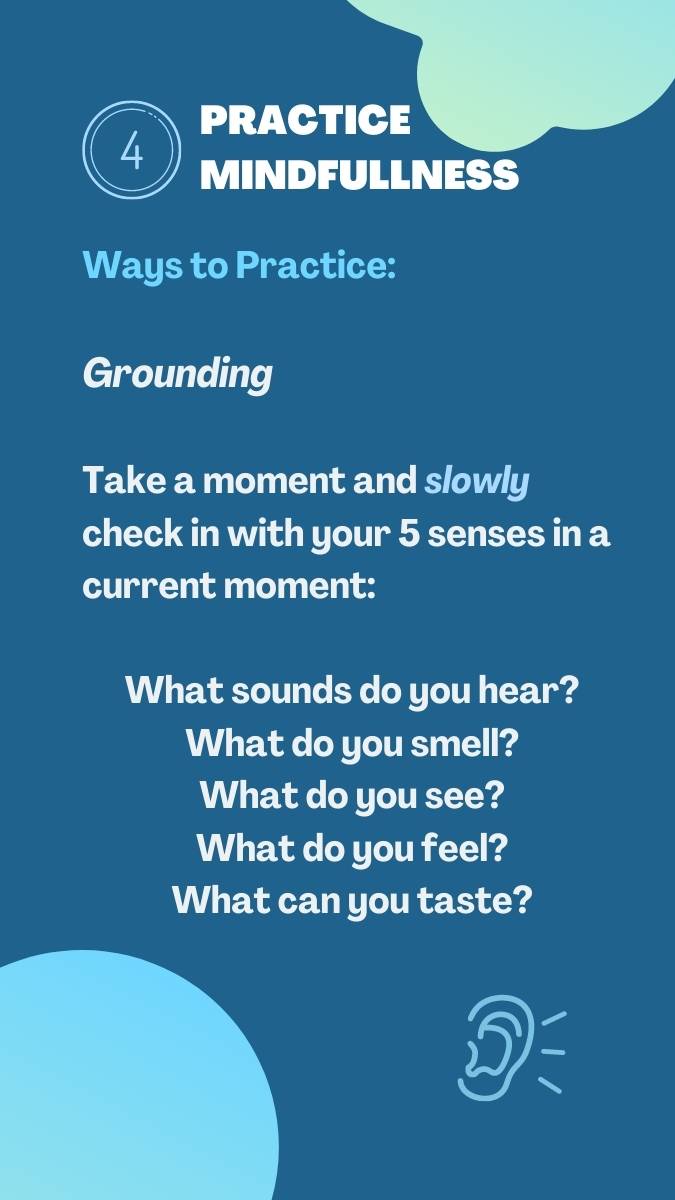 4
PRACTICE
MINDFULLNESS
Ways to Practice:
Grounding
Take a moment and slowly
check in with your 5 senses in a
current moment:
What sounds do you hear?
What do you smell?
What do you see?
What do you feel?
What can you taste?